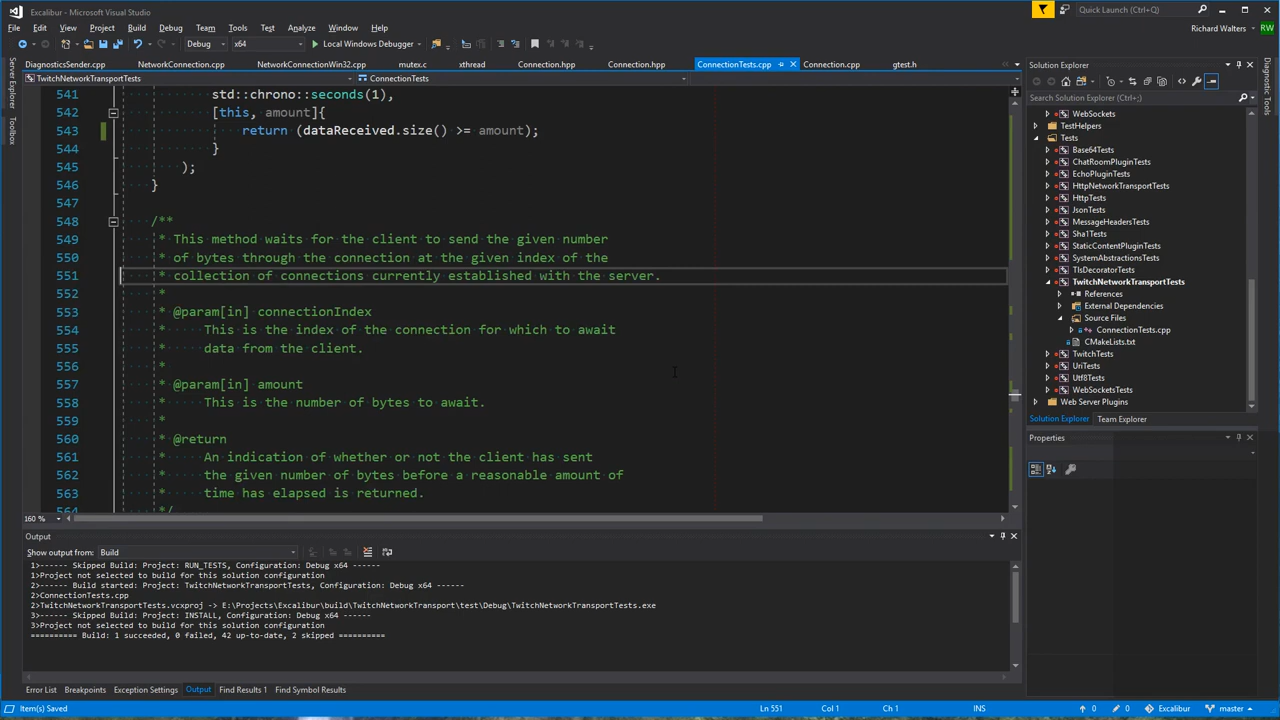 Excalibur - Microsoft Visual Studio
Quick Launch (Ctrl+Q)
File Edit View Project Build Debug Team Tools Test Analyze Window Help
Richard Walters RW
Debug x64 Local Windows Debugger
DiagnosticsSender.cpp NetworkConnection.cpp NetworkConnectionWin32.cpp mutex.c xthread Connection.hpp Connection.hpp ConnectionTests.cpp Connection.cpp gtest.h
TwitchNetworkTransportTests ConnectionTests
Server Explorer
Toolbox
541 std::chrono::seconds(1),
542 [this, amount]{
543 return (dataReceived.size() >= amount);
544 }
545 );
546 }
547
548 /**
549 * This method waits for the client to send the given number
550 * of bytes through the connection at the given index of the
551 * collection of connections currently established with the server.
552 *
553 * @param[in] connectionIndex
554 * This is the index of the connection for which to await
555 * data from the client.
556 *
557 * @param[in] amount
558 * This is the number of bytes to await.
559 *
560 * @return
561 * An indication of whether or not the client has sent
562 * the given number of bytes before a reasonable amount of
563 * time has elapsed is returned.
564 */
160 %
Output
Show output from: Build
1>------ Skipped Build: Project: RUN_TESTS, Configuration: Debug x64 ------
1>Project not selected to build for this solution configuration
2>------ Build started: Project: TwitchNetworkTransportTests, Configuration: Debug x64 ------
2>ConnectionTests.cpp
2>TwitchNetworkTransportTests.vcxproj -> E:\Projects\Excalibur\build\TwitchNetworkTransport\test\Debug\TwitchNetworkTransportTests.exe
3>------ Skipped Build: Project: INSTALL, Configuration: Debug x64 ------
3>Project not selected to build for this solution configuration
========== Build: 1 succeeded, 0 failed, 42 up-to-date, 2 skipped ==========
Error List Breakpoints Exception Settings Output Find Results 1 Find Symbol Results
Solution Explorer
Search Solution Explorer (Ctrl+;)
WebSockets
TestHelpers
Tests
Base64Tests
ChatRoomPluginTests
EchoPluginTests
HttpNetworkTransportTests
HttpTests
JsonTests
MessageHeadersTests
Sha1Tests
StaticContentPluginTests
SystemAbstractionsTests
TlsDecoratorTests
TwitchNetworkTransportTests
References
External Dependencies
Source Files
ConnectionTests.cpp
CMakeLists.txt
TwitchTests
UriTests
Utf8Tests
WebSocketsTests
Web Server Plugins
Solution Explorer Team Explorer
Properties
Diagnostic Tools
Item(s) Saved Ln 551 Col 1 Ch 1 INS 0 0 Excalibur master